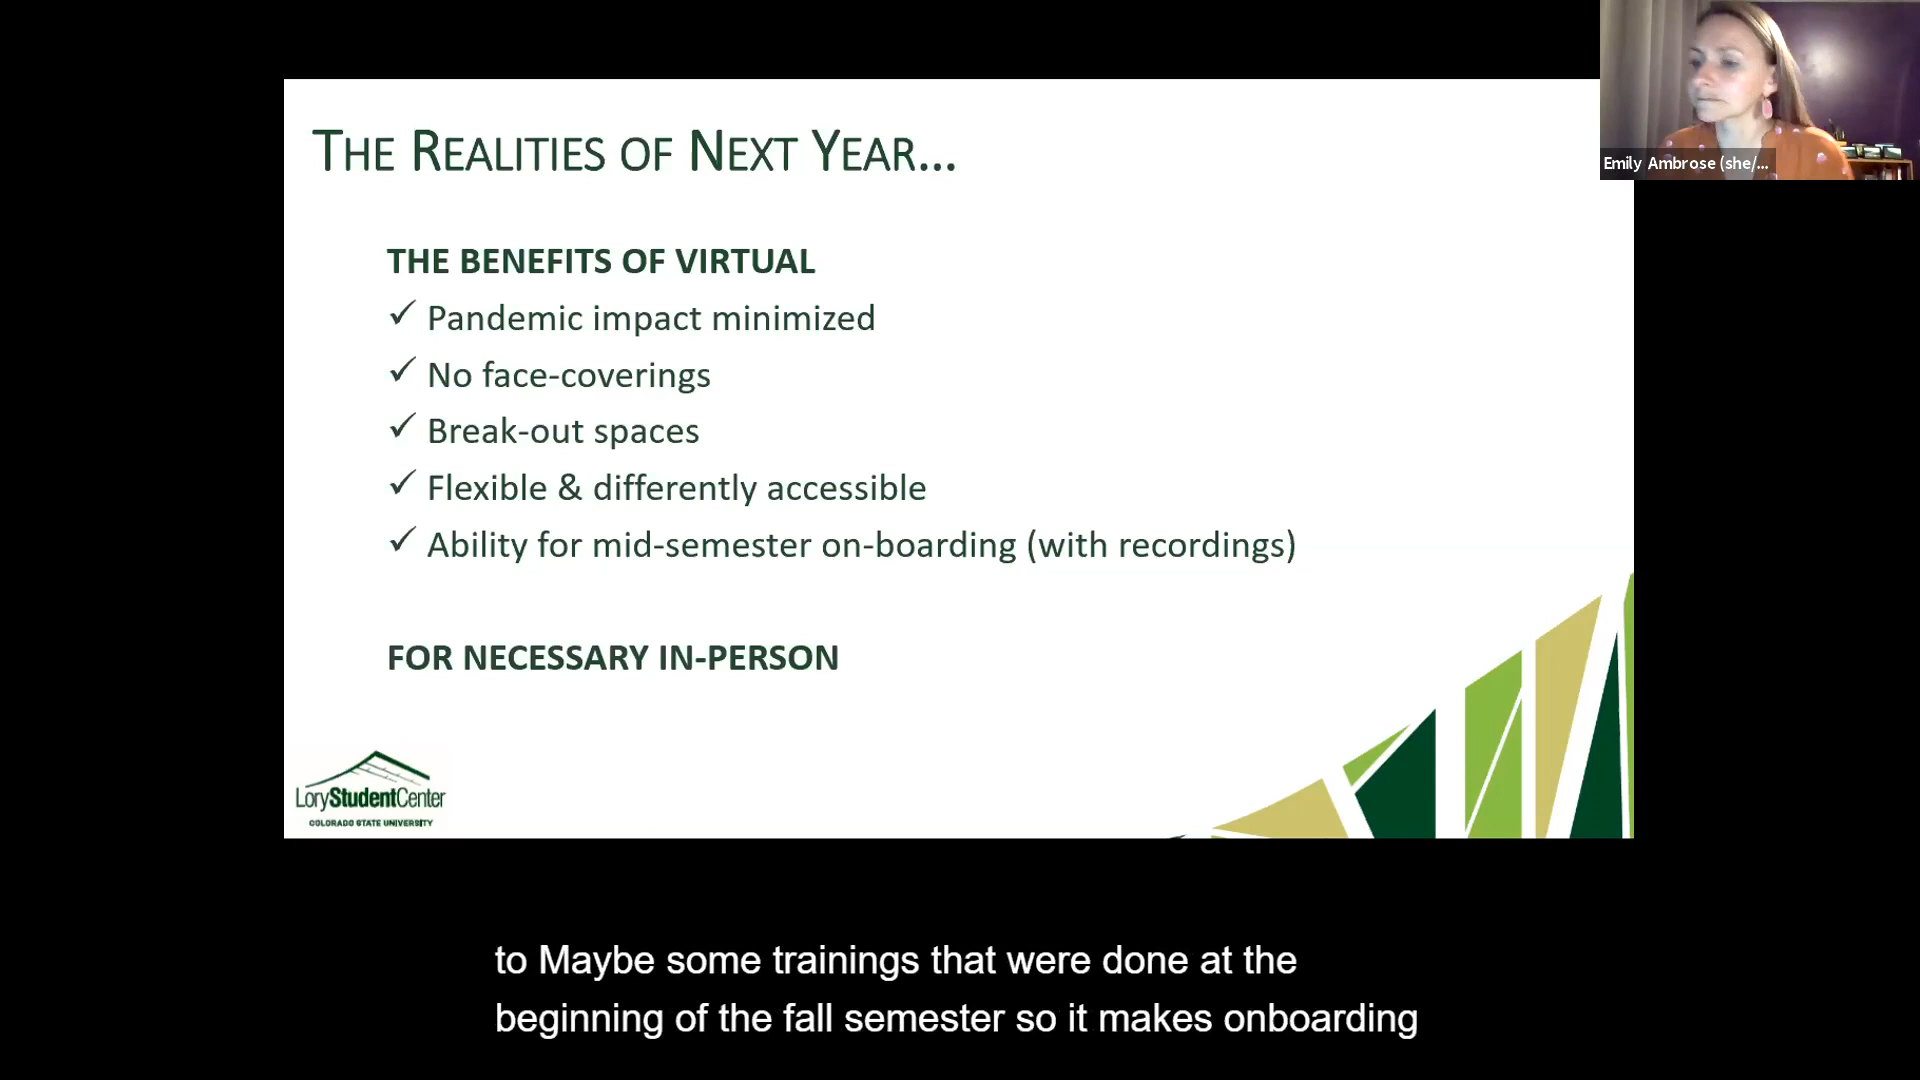 THE REALITIES OF NEXT YEAR...
Emily Ambrose (she/...
THE BENEFITS OF VIRTUAL
✓ Pandemic impact minimized
✓ No face-coverings
✓ Break-out spaces
✓ Flexible & differently accessible
✓ Ability for mid-semester on-boarding (with recordings)
FOR NECESSARY IN-PERSON
LoryStudentCenter
COLORADO STATE UNIVERSITY
to Maybe some trainings that were done at the
beginning of the fall semester so it makes onboarding